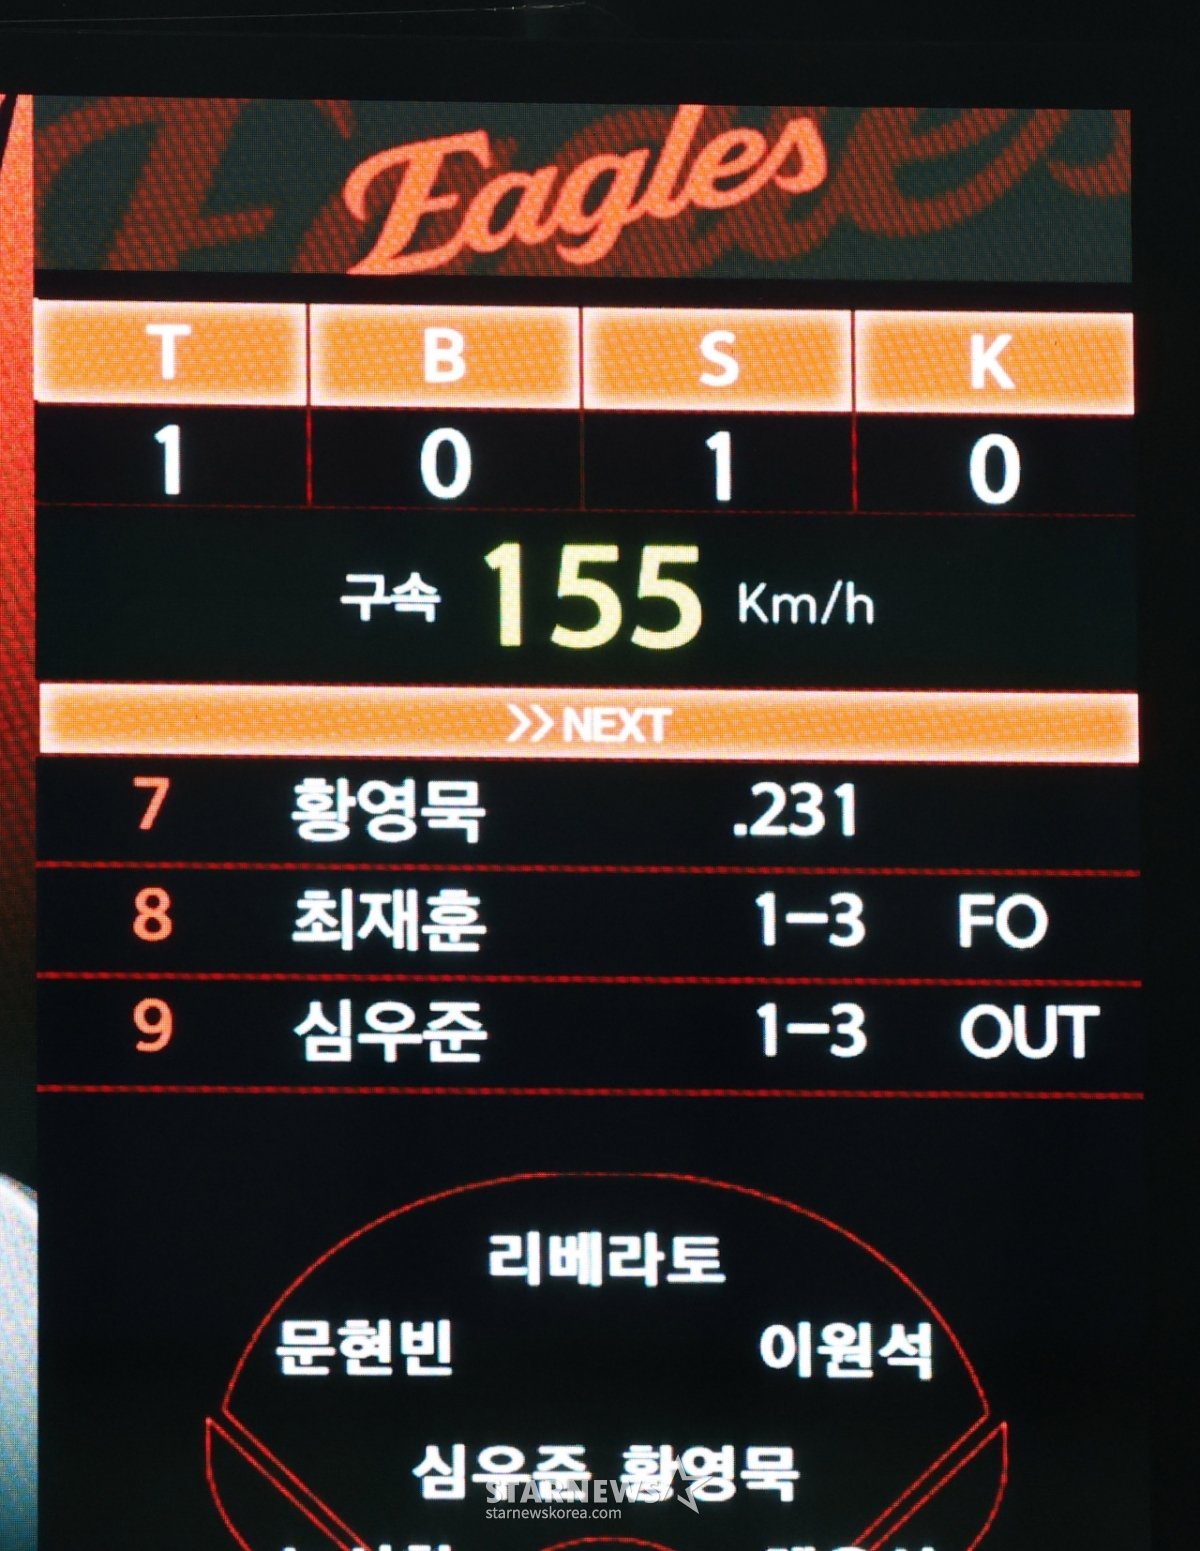 Eagles
T B S K
1 0 1 0
구속 155 Km/h
>> NEXT
7 황영묵 .231
8 최재훈 1-3 FO
9 심우준 1-3 OUT
리베라토
문현빈 이원석
심우준 황영묵
STARNEWS
starnewskorea.com